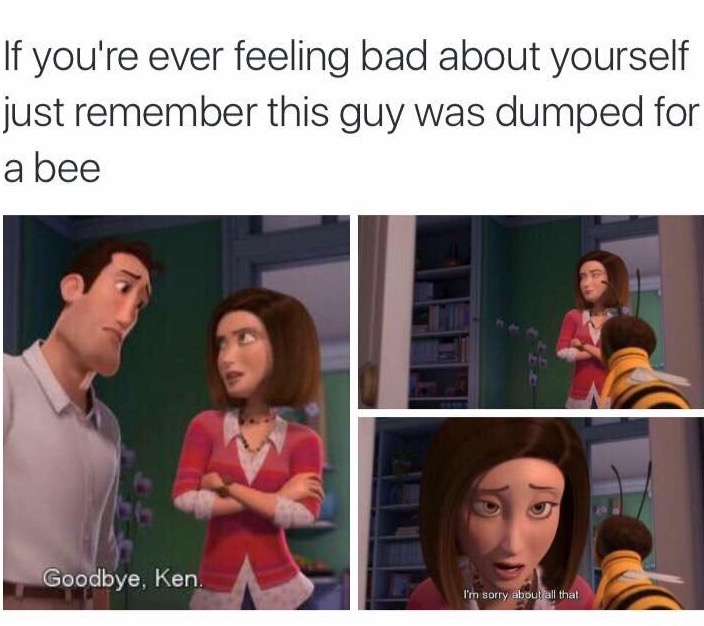 If you're ever feeling bad about yourself
just remember this guy was dumped for
a bee
Goodbye, Ken.
I'm sorry about all that